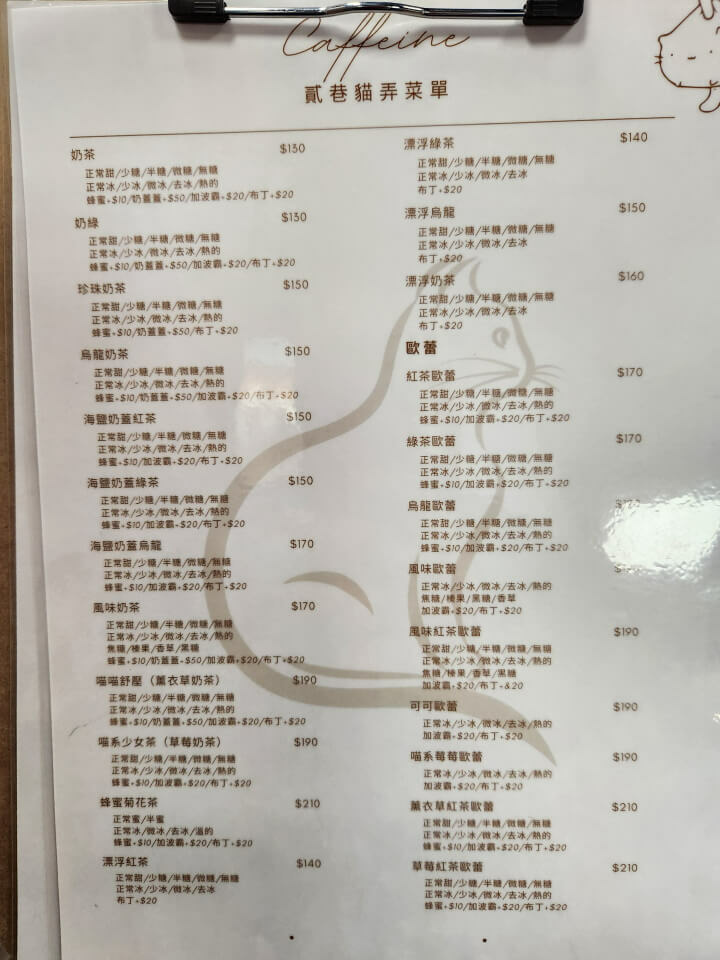 Caffeine
貳巷貓弄菜單
奶茶 $130
正常甜/少糖/半糖/微糖/無糖
正常冰/少冰/微冰/去冰/熱的
蜂蜜+$10/奶蓋蓋+$50/加波霸+$20/布丁+$20
奶綠 $130
正常甜/少糖/半糖/微糖/無糖
正常冰/少冰/微冰/去冰/熱的
蜂蜜+$10/奶蓋蓋+$50/加波霸+$20/布丁+$20
珍珠奶茶 $150
正常甜/少糖/半糖/微糖/無糖
正常冰/少冰/微冰/去冰/熱的
蜂蜜+$10/奶蓋蓋+$50/布丁+$20
烏龍奶茶 $150
正常甜/少糖/半糖/微糖/無糖
正常冰/少冰/微冰/去冰/熱的
蜂蜜+$10/奶蓋蓋+$50/加波霸+$20/布丁+$20
海鹽奶蓋紅茶 $150
正常甜/少糖/半糖/微糖/無糖
正常冰/少冰/微冰/去冰/熱的
蜂蜜+$10/加波霸+$20/布丁+$20
海鹽奶蓋綠茶 $150
正常甜/少糖/半糖/微糖/無糖
正常冰/少冰/微冰/去冰/熱的
蜂蜜+$10/加波霸+$20/布丁+$20
海鹽奶蓋烏龍 $170
正常甜/少糖/半糖/微糖/無糖
正常冰/少冰/微冰/去冰/熱的
蜂蜜+$10/加波霸+$20/布丁+$20
風味奶茶 $170
正常甜/少糖/半糖/微糖/無糖
正常冰/少冰/微冰/去冰/熱的
焦糖/榛果/香草/黑糖
蜂蜜+$10/奶蓋蓋+$50/加波霸+$20/布丁+$20
喵喵舒壓（薰衣草奶茶） $190
正常甜/少糖/半糖/微糖/無糖
正常冰/少冰/微冰/去冰/熱的
蜂蜜+$10/奶蓋蓋+$50/加波霸+$20/布丁+$20
喵系少女茶（草莓奶茶） $190
正常甜/少糖/半糖/微糖/無糖
正常冰/少冰/微冰/去冰/熱的
蜂蜜+$10/加波霸+$20/布丁+$20
蜂蜜菊花茶 $210
正常蜜/半蜜
正常冰/微冰/去冰/溫的
蜂蜜+$10/加波霸+$20/布丁+$20
漂浮紅茶 $140
正常甜/少糖/半糖/微糖/無糖
正常冰/少冰/微冰/去冰
布丁+$20
漂浮綠茶 $140
正常甜/少糖/半糖/微糖/無糖
正常冰/少冰/微冰/去冰
布丁+$20
漂浮烏龍 $150
正常甜/少糖/半糖/微糖/無糖
正常冰/少冰/微冰/去冰
布丁+$20
漂浮奶茶 $160
正常甜/少糖/半糖/微糖/無糖
正常冰/少冰/微冰/去冰
布丁+$20
歐蕾
紅茶歐蕾 $170
正常甜/少糖/半糖/微糖/無糖
正常冰/少冰/微冰/去冰/熱的
蜂蜜+$10/加波霸+$20/布丁+$20
綠茶歐蕾 $170
正常甜/少糖/半糖/微糖/無糖
正常冰/少冰/微冰/去冰/熱的
蜂蜜+$10/加波霸+$20/布丁+$20
烏龍歐蕾
正常甜/少糖/半糖/微糖/無糖
正常冰/少冰/微冰/去冰/熱的
蜂蜜+$10/加波霸+$20/布丁+$20
風味歐蕾
正常冰/少冰/微冰/去冰/熱的
焦糖/榛果/黑糖/香草
加波霸+$20/布丁+$20
風味紅茶歐蕾 $190
正常甜/少糖/半糖/微糖/無糖
正常冰/少冰/微冰/去冰/熱的
焦糖/榛果/香草/黑糖
加波霸+$20/布丁+&20
可可歐蕾 $190
正常冰/少冰/微冰/去冰/熱的
加波霸+$20/布丁+$20
喵系莓莓歐蕾 $190
正常冰/少冰/微冰/去冰/熱的
加波霸+$20/布丁+$20
薰衣草紅茶歐蕾 $210
正常甜/少糖/半糖/微糖/無糖
正常冰/少冰/微冰/去冰/熱的
蜂蜜+$10/加波霸+$20/布丁+$20
草莓紅茶歐蕾 $210
正常甜/少糖/半糖/微糖/無糖
正常冰/少冰/微冰/去冰/熱的
蜂蜜+$10/加波霸+$20/布丁+$20